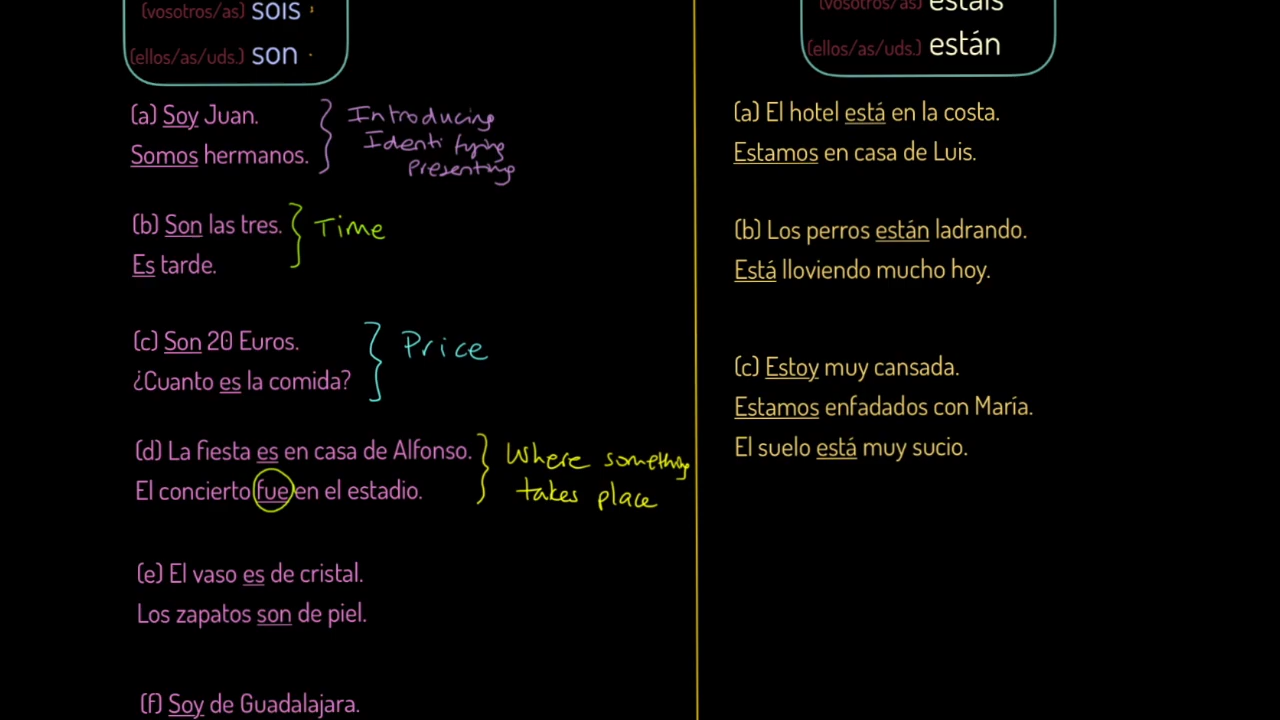 (vosotros/as) sois
(ellos/as/uds.) son
(a) Soy Juan.
Somos hermanos.
Introducing
Identifying
Presenting
(b) Son las tres.
Es tarde.
Time
(c) Son 20 Euros.
¿Cuanto es la comida?
Price
(d) La fiesta es en casa de Alfonso.
El concierto fue en el estadio.
Where something
takes place
(e) El vaso es de cristal.
Los zapatos son de piel.
(f) Soy de Guadalajara.
(vosotros/as) estáis
(ellos/as/uds.) están
(a) El hotel está en la costa.
Estamos en casa de Luis.
(b) Los perros están ladrando.
Está lloviendo mucho hoy.
(c) Estoy muy cansada.
Estamos enfadados con María.
El suelo está muy sucio.